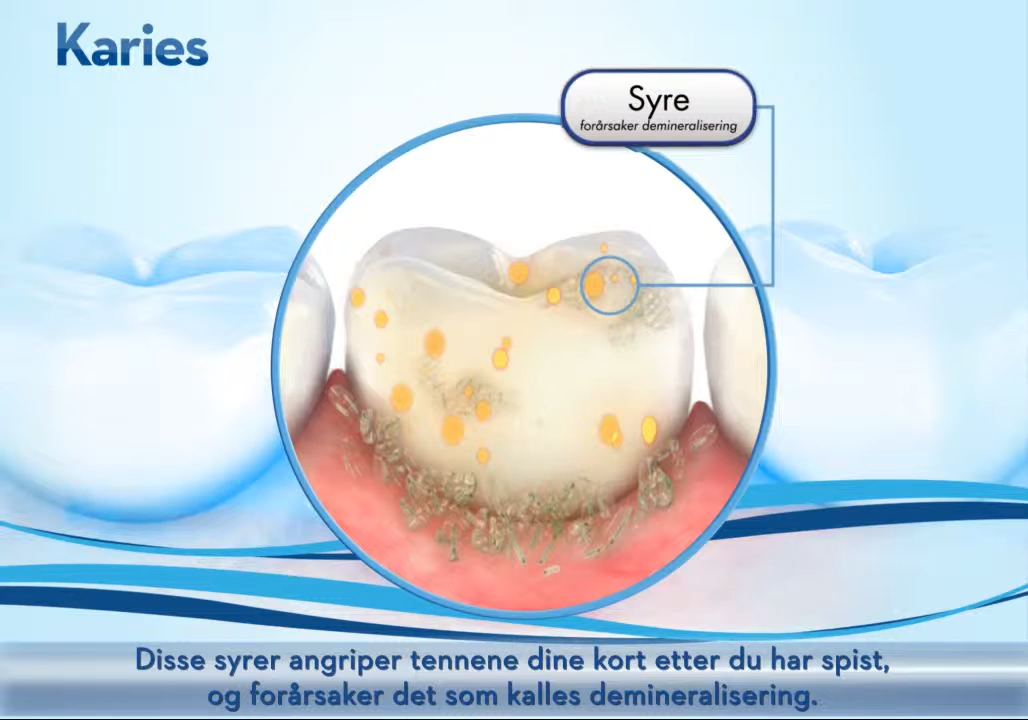 Karies
Syre
forårsaker demineralisering
Disse syrer angriper tennene dine kort etter du har spist,
og forårsaker det som kalles demineralisering.